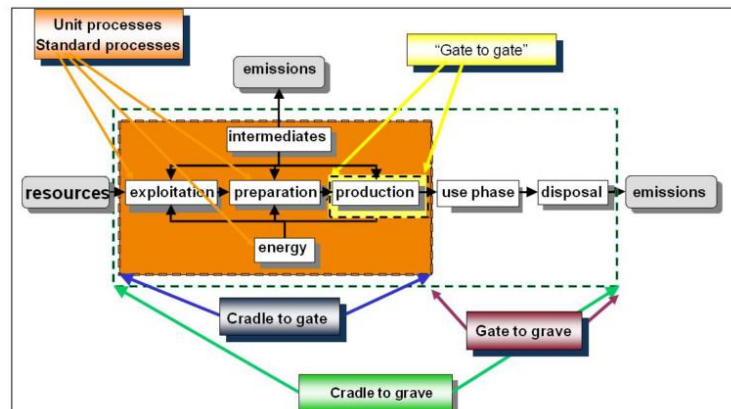 Unit processes
Standard processes
“Gate to gate”
emissions
intermediates
resources
exploitation
preparation
production
use phase
disposal
emissions
energy
Cradle to gate
Gate to grave
Cradle to grave